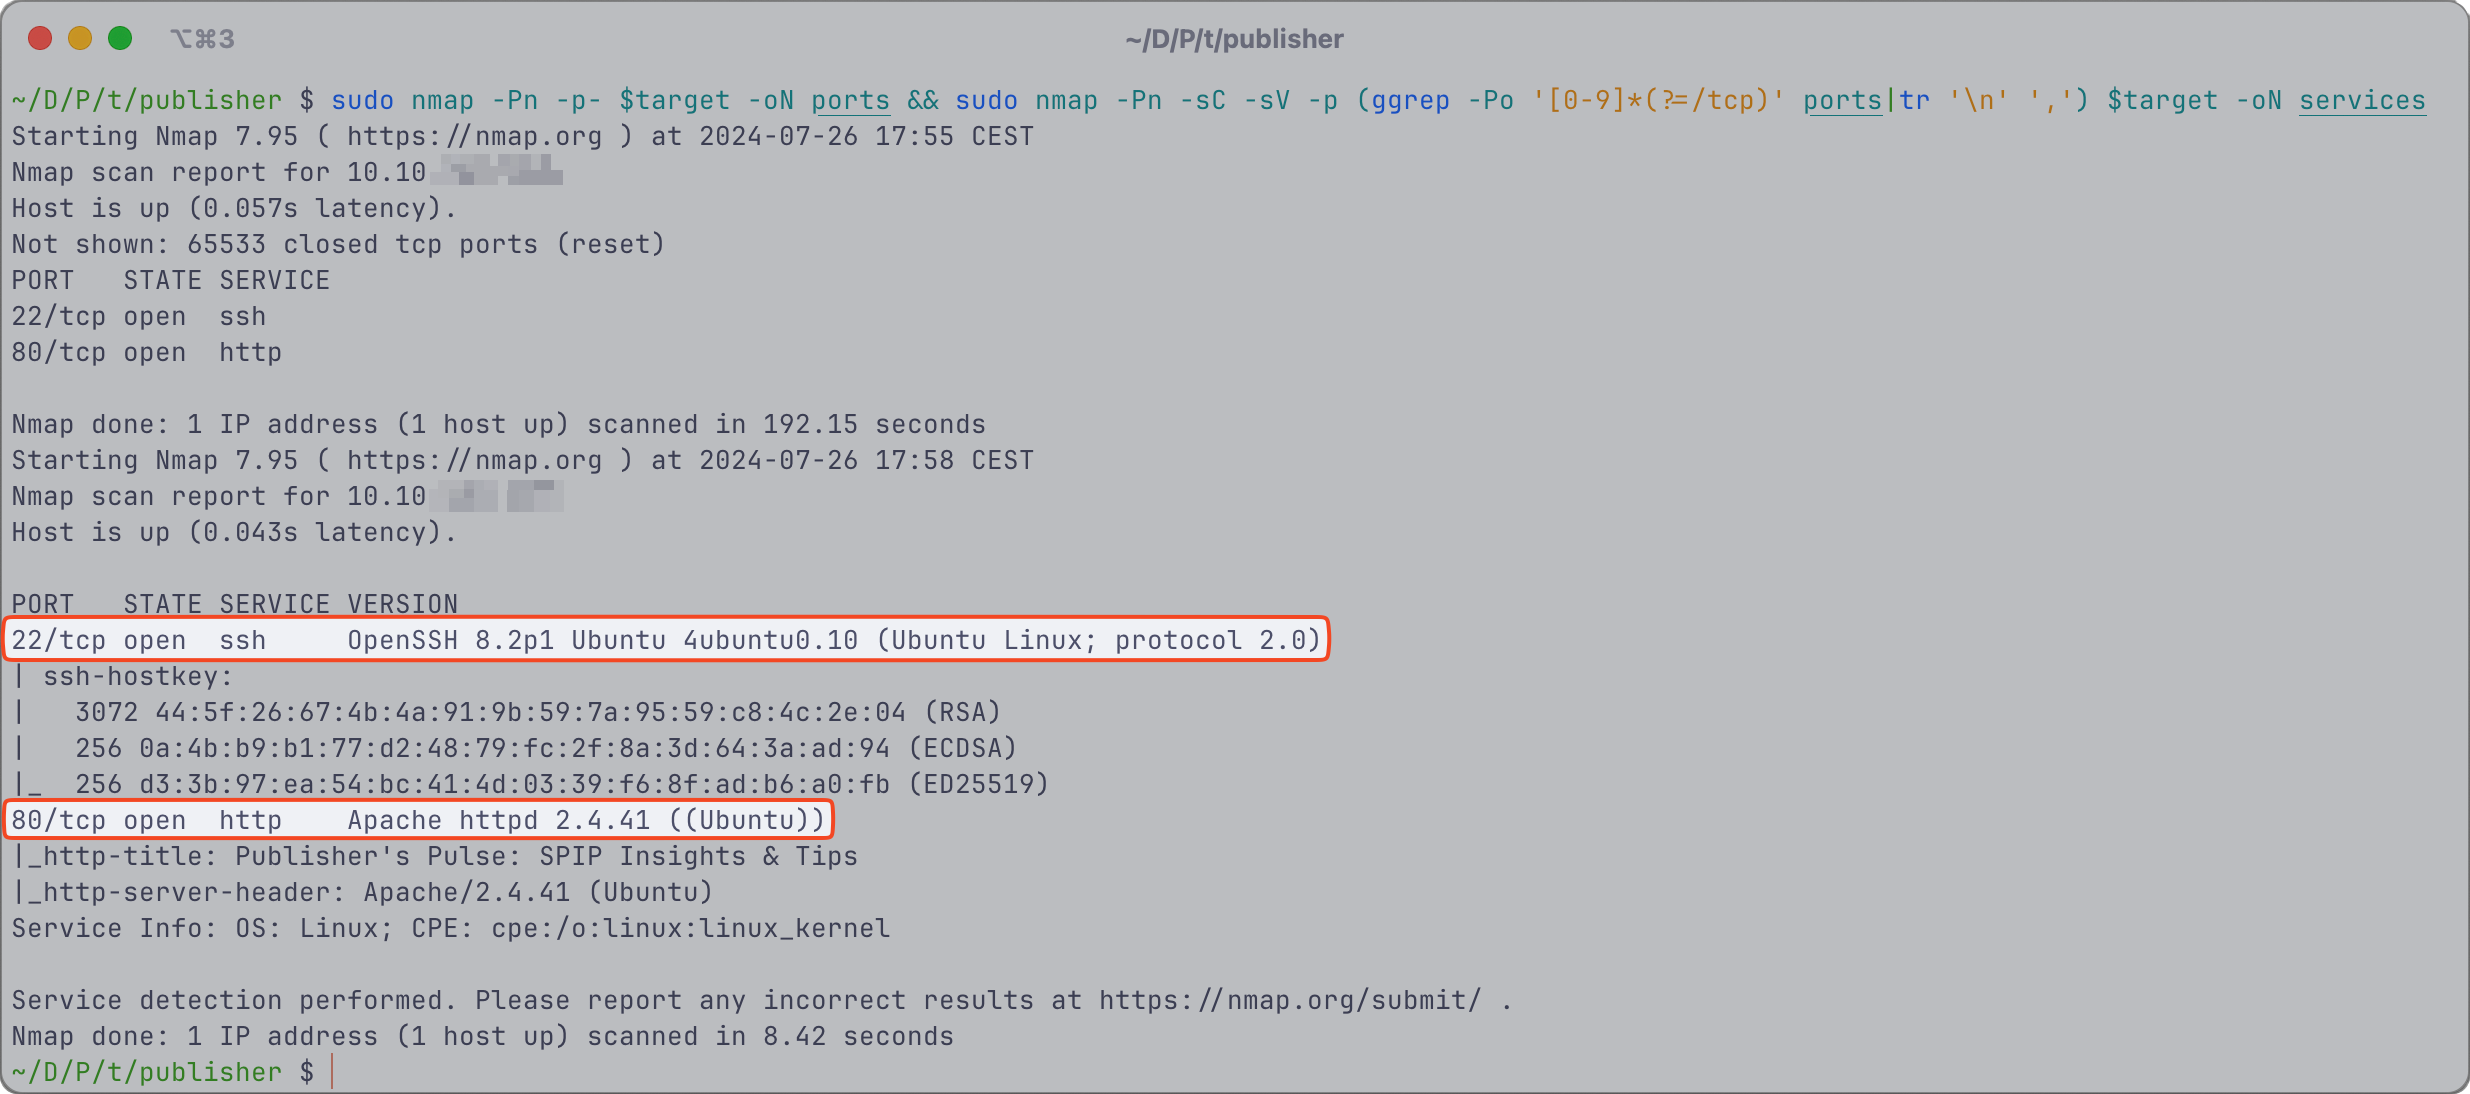 ⌥⌘3
~/D/P/t/publisher
~/D/P/t/publisher $ sudo nmap -Pn -p- $target -oN ports && sudo nmap -Pn -sC -sV -p (ggrep -Po '[0-9]*(?=/tcp)' ports|tr '\n' ',') $target -oN services
Starting Nmap 7.95 ( https://nmap.org ) at 2024-07-26 17:55 CEST
Nmap scan report for 10.10
Host is up (0.057s latency).
Not shown: 65533 closed tcp ports (reset)
PORT   STATE SERVICE
22/tcp open  ssh
80/tcp open  http
Nmap done: 1 IP address (1 host up) scanned in 192.15 seconds
Starting Nmap 7.95 ( https://nmap.org ) at 2024-07-26 17:58 CEST
Nmap scan report for 10.10
Host is up (0.043s latency).
PORT   STATE SERVICE VERSION
22/tcp open  ssh     OpenSSH 8.2p1 Ubuntu 4ubuntu0.10 (Ubuntu Linux; protocol 2.0)
| ssh-hostkey:
|   3072 44:5f:26:67:4b:4a:91:9b:59:7a:95:59:c8:4c:2e:04 (RSA)
|   256 0a:4b:b9:b1:77:d2:48:79:fc:2f:8a:3d:64:3a:ad:94 (ECDSA)
|_  256 d3:3b:97:ea:54:bc:41:4d:03:39:f6:8f:ad:b6:a0:fb (ED25519)
80/tcp open  http    Apache httpd 2.4.41 ((Ubuntu))
|_http-title: Publisher's Pulse: SPIP Insights & Tips
|_http-server-header: Apache/2.4.41 (Ubuntu)
Service Info: OS: Linux; CPE: cpe:/o:linux:linux_kernel
Service detection performed. Please report any incorrect results at https://nmap.org/submit/ .
Nmap done: 1 IP address (1 host up) scanned in 8.42 seconds
~/D/P/t/publisher $